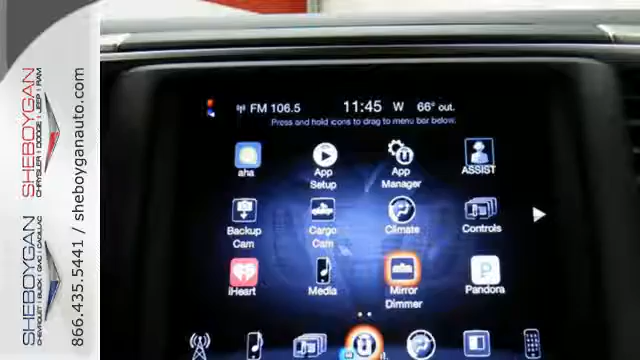 SHEBOYGAN
CHRYSLER | DODGE | JEEP | RAM
SHEBOYGAN
CHEVROLET | BUICK | GMC | CADILLAC
866.435.5441 / sheboyganauto.com
FM 106.5 11:45 W 66° out.
Press and hold icons to drag to menu bar below.
aha
App
Setup
App
Manager
ASSIST
Backup
Cam
Cargo
Cam
Climate
Controls
iHeart
Media
Mirror
Dimmer
Pandora